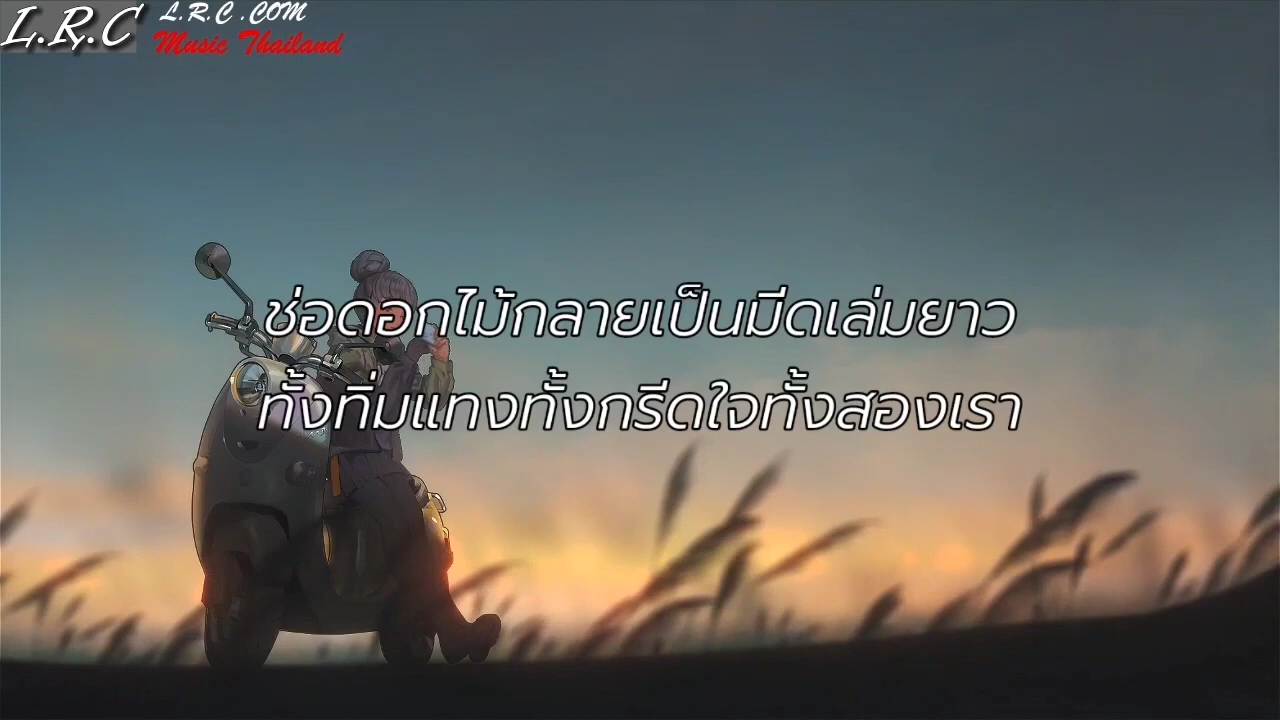 L.R.C
L.R.C .COM
Music Thailand
ช่อดอกไม้กลายเป็นมีดเล่มยาว
ทั้งทิ่มแทงทั้งกรีดใจทั้งสองเรา